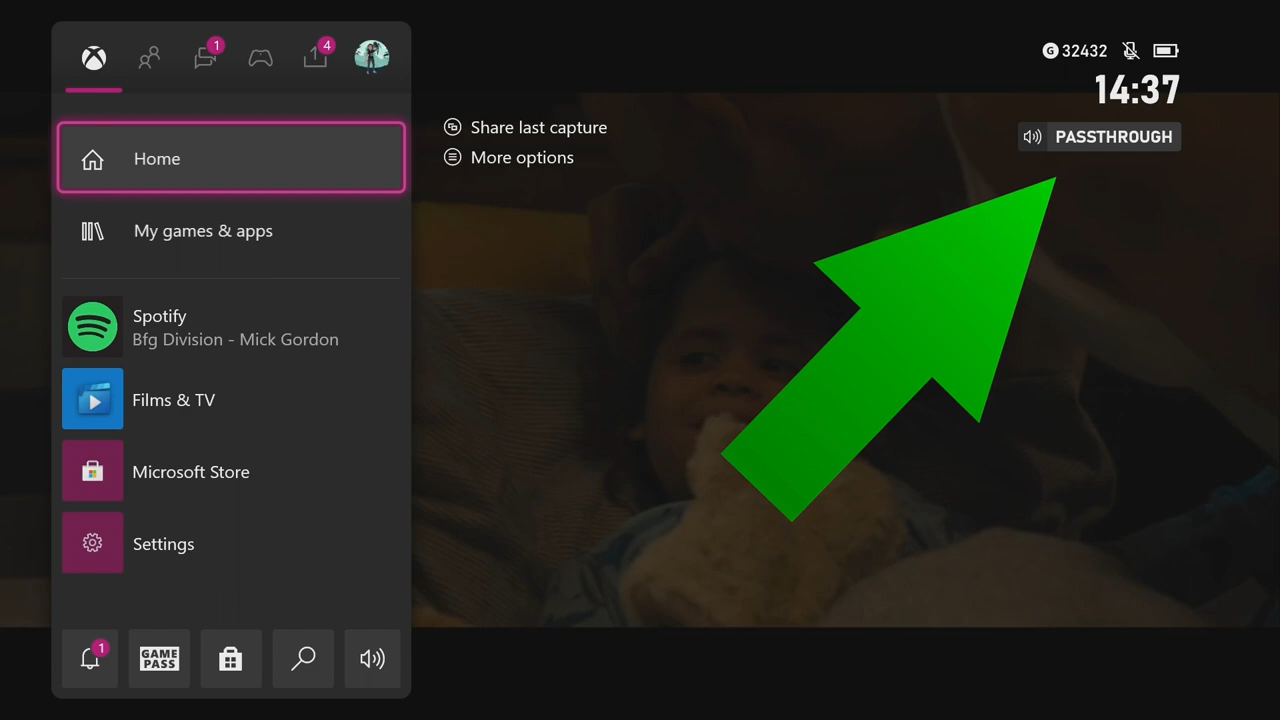 1
4
G 32432
14:37
PASSTHROUGH
Share last capture
More options
Home
My games & apps
Spotify
Bfg Division - Mick Gordon
Films & TV
Microsoft Store
Settings
1
GAME
PASS